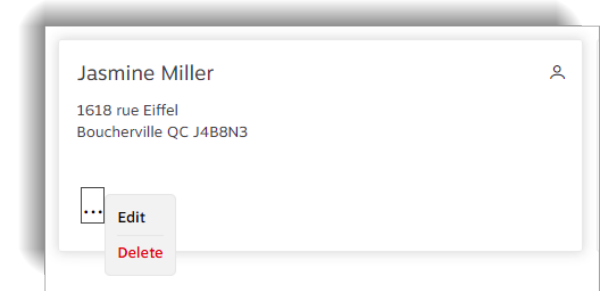 Jasmine Miller
1618 rue Eiffel
Boucherville QC J4B8N3
...
Edit
Delete